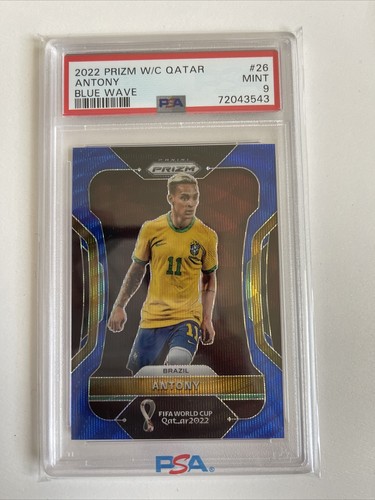 2022 PRIZM W/C QATAR #26
ANTONY MINT
BLUE WAVE PSA 9
72043543
PANINI
PRIZM
11
BRAZIL
ANTONY
FIFA WORLD CUP
Qatar2022
PSA